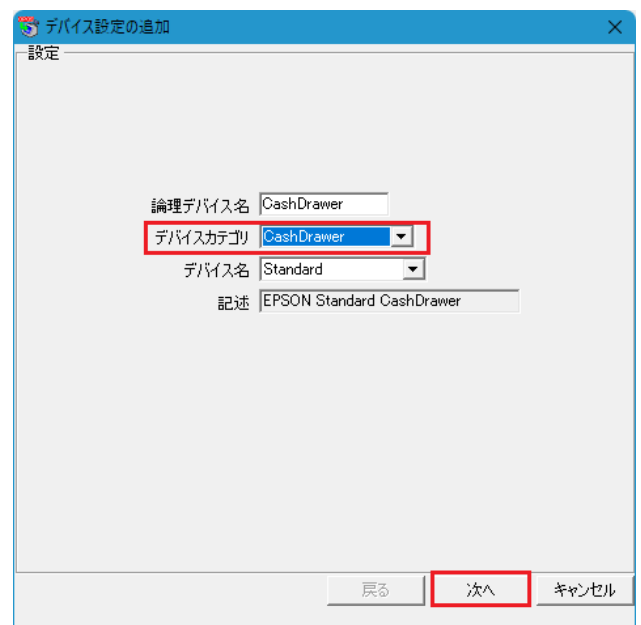 デバイス設定の追加
設定
論理デバイス名 CashDrawer
デバイスカテゴリ CashDrawer
デバイス名 Standard
記述 EPSON Standard CashDrawer
戻る 次へ キャンセル